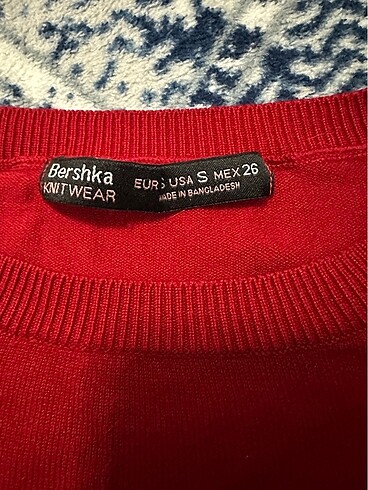 Bershka
KNITWEAR
EUR S USA S MEX 26
MADE IN BANGLADESH